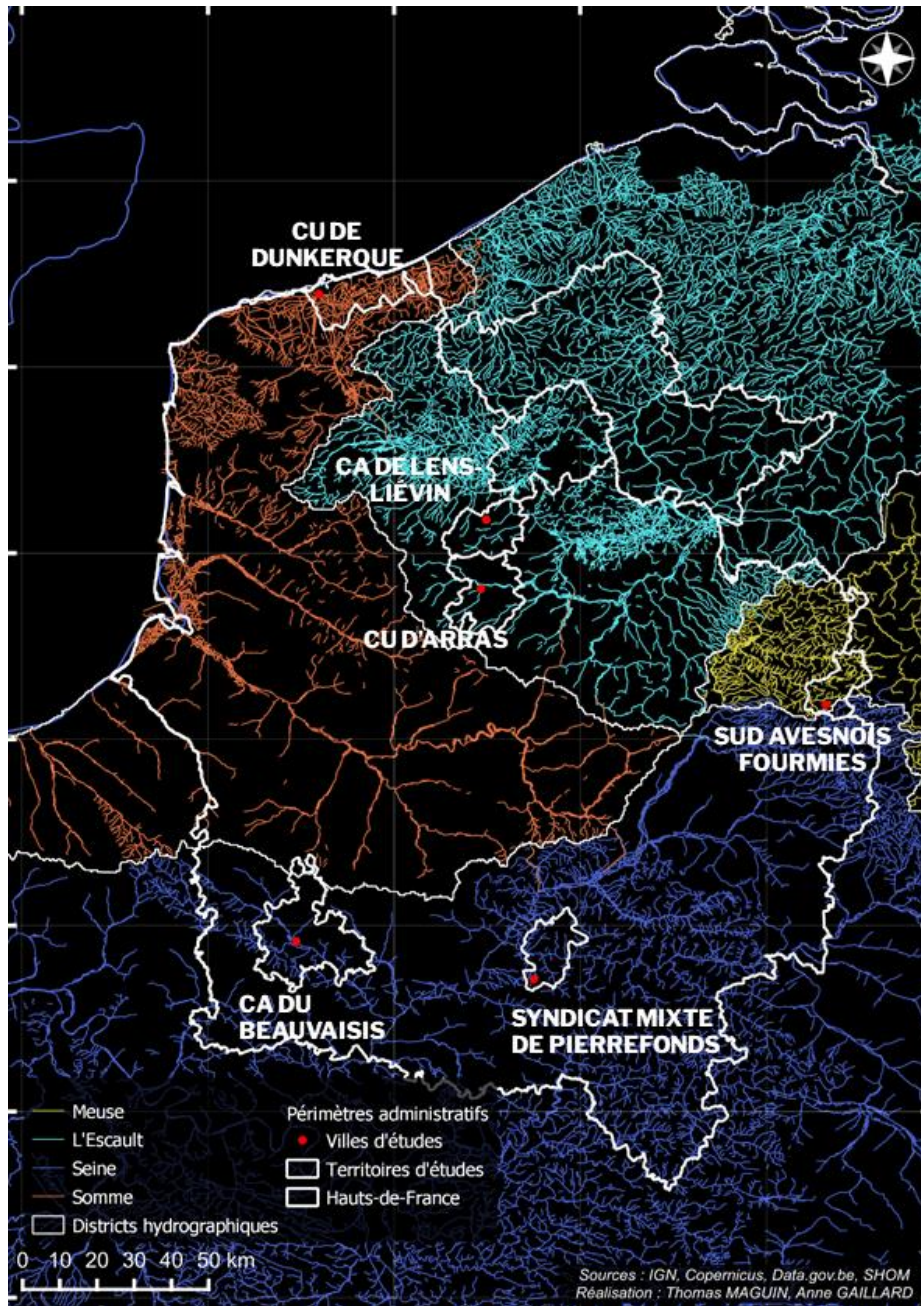 CU DE
DUNKERQUE
CA DE LENS-
LIÉVIN
CU D'ARRAS
SUD AVESNOIS
FOURMIES
CA DU
BEAUVAISIS
SYNDICAT MIXTE
DE PIERREFONDS
Meuse
L'Escault
Seine
Somme
Districts hydrographiques
Périmètres administratifs
Villes d'études
Territoires d'études
Hauts-de-France
0 10 20 30 40 50 km
Sources : IGN, Copernicus, Data.gov.be, SHOM
Réalisation : Thomas MAGUIN, Anne GAILLARD